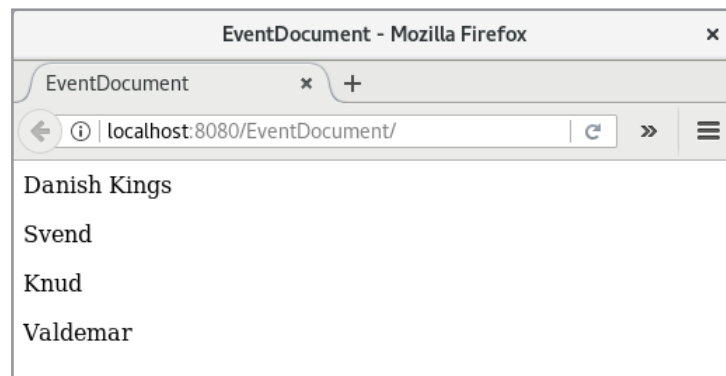 EventDocument - Mozilla Firefox
EventDocument
localhost:8080/EventDocument/
Danish Kings
Svend
Knud
Valdemar